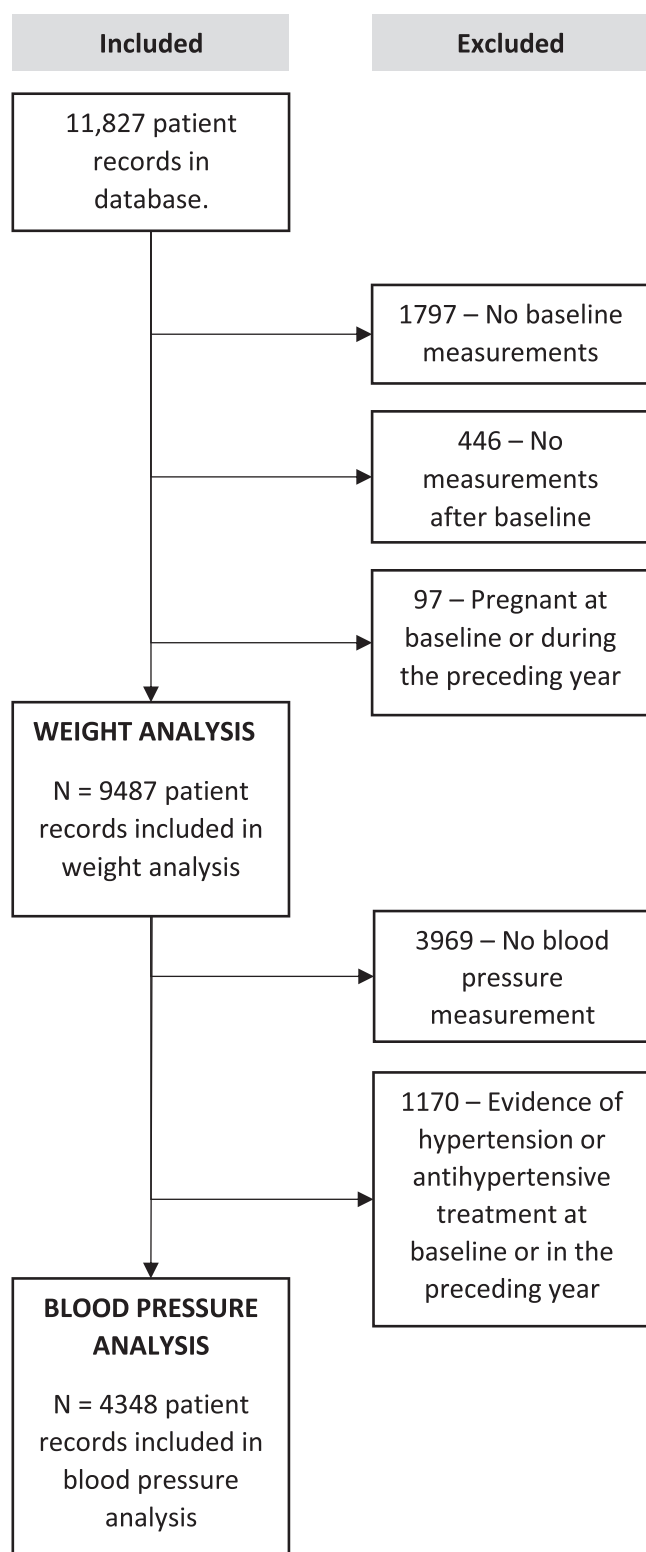 Included
Excluded
11,827 patient
records in
database.
1797 – No baseline
measurements
446 – No
measurements
after baseline
97 – Pregnant at
baseline or during
the preceding year
WEIGHT ANALYSIS
N = 9487 patient
records included in
weight analysis
3969 – No blood
pressure
measurement
1170 – Evidence of
hypertension or
antihypertensive
treatment at
baseline or in the
preceding year
BLOOD PRESSURE
ANALYSIS
N = 4348 patient
records included in
blood pressure
analysis